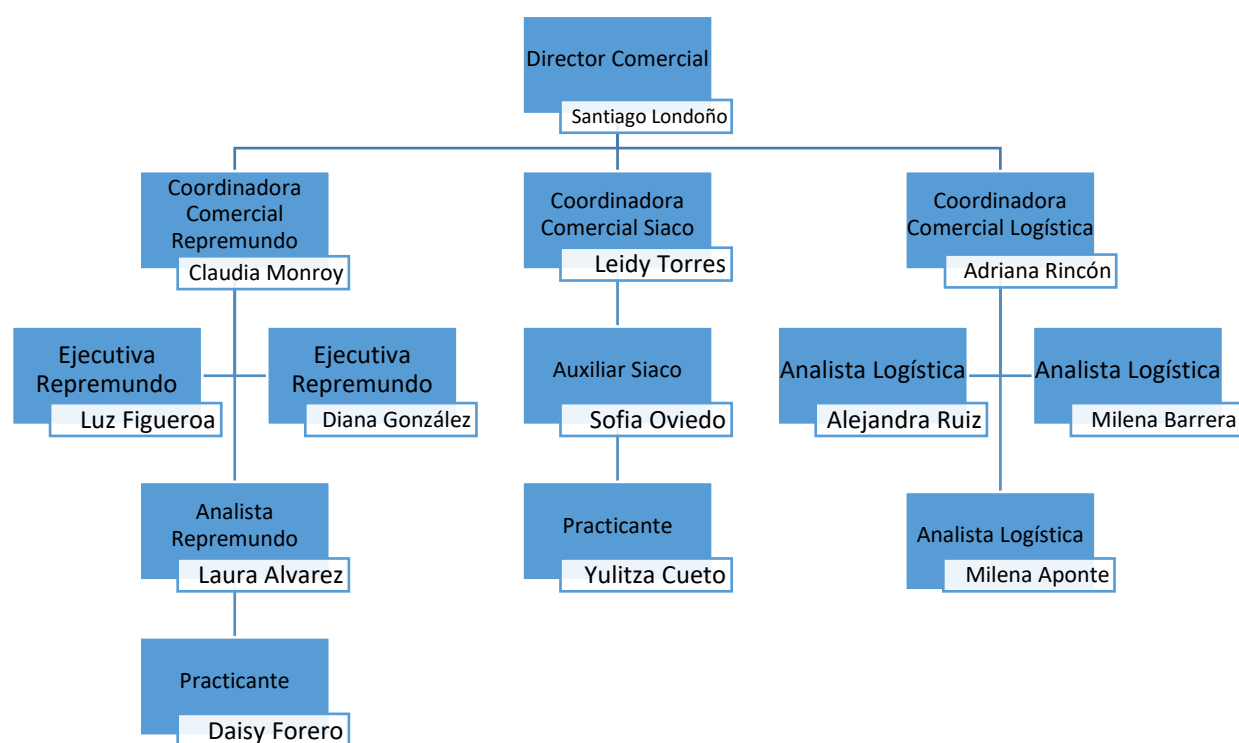 Director Comercial
Santiago Londoño
Coordinadora
Comercial
Repremundo
Claudia Monroy
Coordinadora
Comercial Siaco
Leidy Torres
Coordinadora
Comercial Logística
Adriana Rincón
Ejecutiva
Repremundo
Luz Figueroa
Ejecutiva
Repremundo
Diana González
Auxiliar Siaco
Sofia Oviedo
Analista Logística
Alejandra Ruiz
Analista Logística
Milena Barrera
Analista
Repremundo
Laura Alvarez
Practicante
Yulitza Cueto
Analista Logística
Milena Aponte
Practicante
Daisy Forero